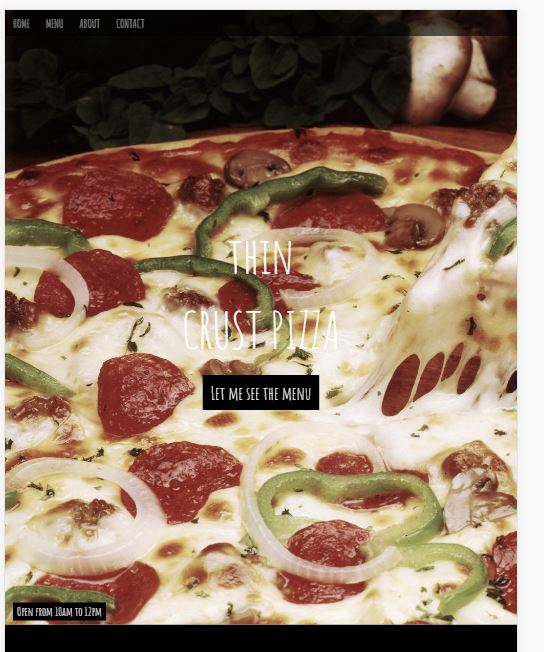 HOME MENU ABOUT CONTACT
THIN
CRUST PIZZA
Let me see the menu
Open from 10am to 12pm